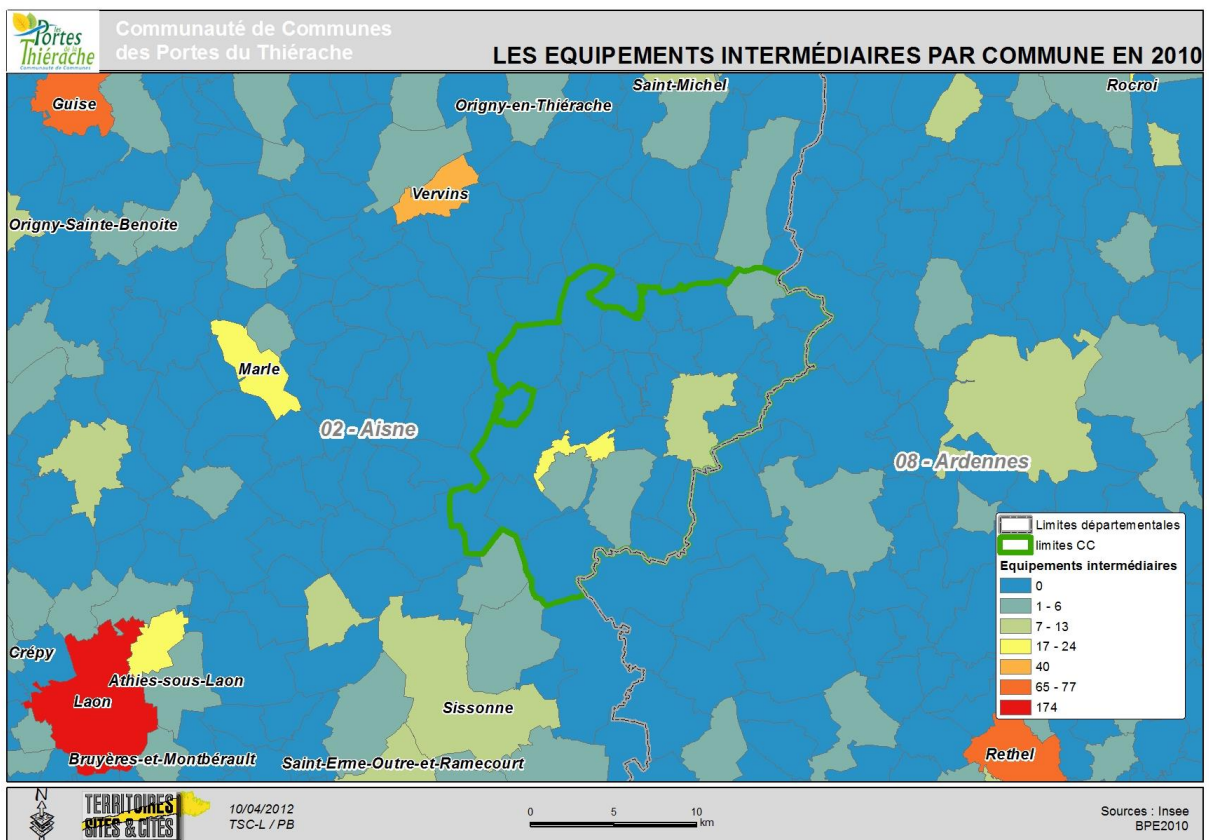 les
Portes
de la
Thiérache
Communauté de Communes
Communauté de Communes
des Portes du Thiérache
LES EQUIPEMENTS INTERMÉDIAIRES PAR COMMUNE EN 2010
Guise
Origny-en-Thiérache
Saint-Michel
Rocroi
Vervins
Origny-Sainte-Benoite
Marle
02 - Aisne
08 - Ardennes
Limites départementales
limites CC
Equipements intermédiaires
0
1 - 6
7 - 13
17 - 24
40
65 - 77
174
Crépy
Athies-sous-Laon
Laon
Sissonne
Bruyères-et-Montbérault
Saint-Erme-Outre-et-Ramecourt
Rethel
N
TERRITOIRES
SITES & CITÉS
10/04/2012
TSC-L / PB
0 5 10
km
Sources : Insee
BPE2010